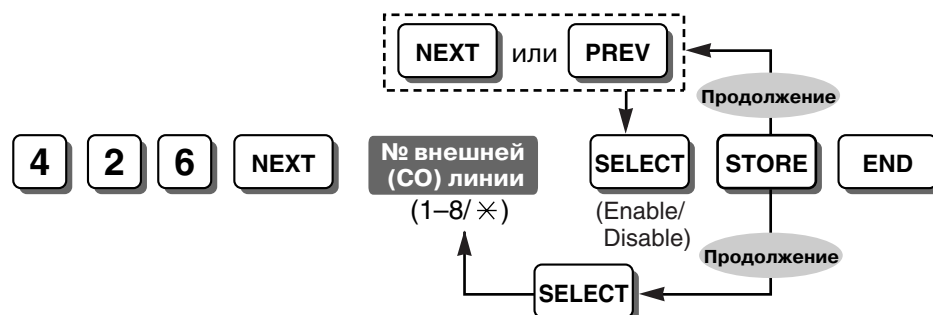 NEXT или PREV
Продолжение
4 2 6 NEXT № внешней (CO) линии SELECT STORE END
(1–8/ ✳)
(Enable/
Disable)
Продолжение
SELECT